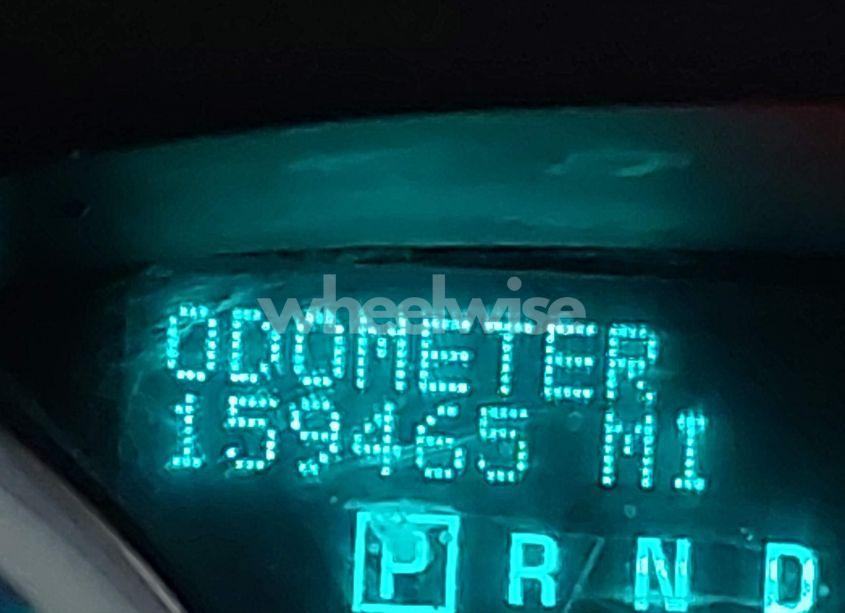 wheelwise
ODOMETER
159465 MI
P R N D